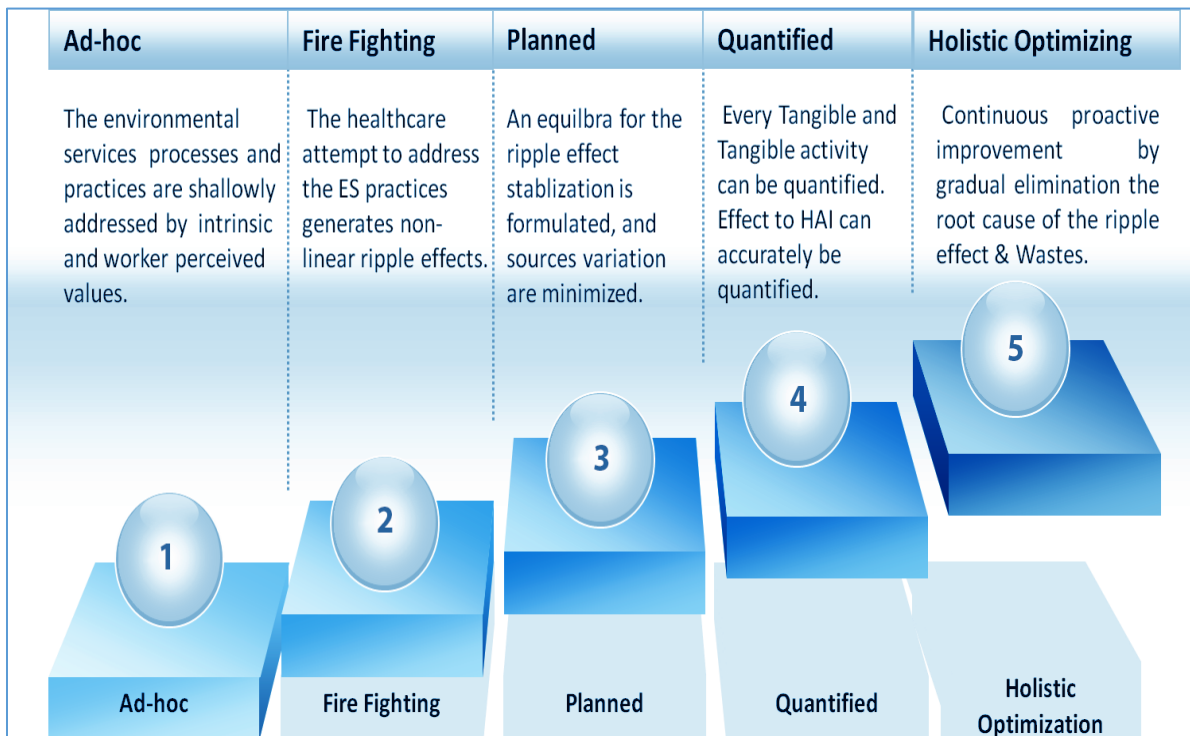 Ad-hoc
Fire Fighting
Planned
Quantified
Holistic Optimizing
The environmental
services processes and
practices are shallowly
addressed by intrinsic
and worker perceived
values.
The healthcare
attempt to address
the ES practices
generates non-
linear ripple effects.
An equilbra for the
ripple effect
stablization is
formulated, and
sources variation
are minimized.
Every Tangible and
Tangible activity
can be quantified.
Effect to HAI can
accurately be
quantified.
Continuous proactive
improvement by
gradual elimination the
root cause of the ripple
effect & Wastes.
1
2
3
4
5
Ad-hoc
Fire Fighting
Planned
Quantified
Holistic
Optimization